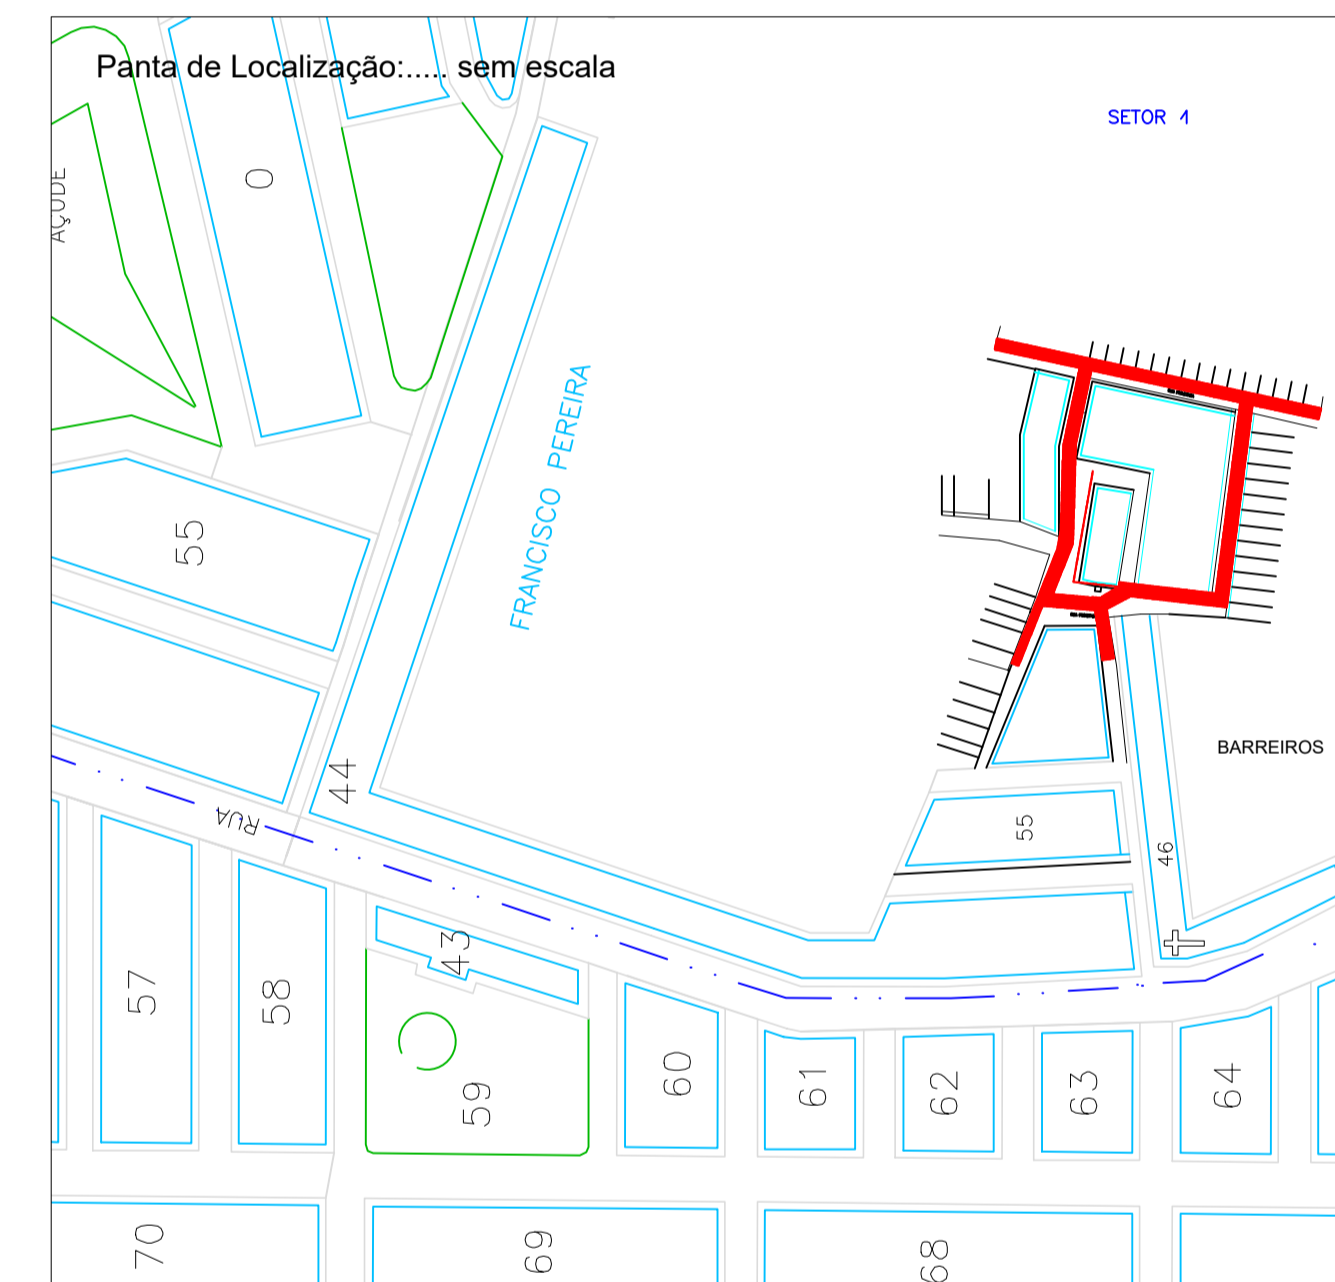 Panta de Localização:..... sem escala
SETOR 1
AÇUDE
0
FRANCISCO PEREIRA
55
44
RUA
BARREIROS
55
46
43
57
58
59
60
61
62
63
64
70
69
68